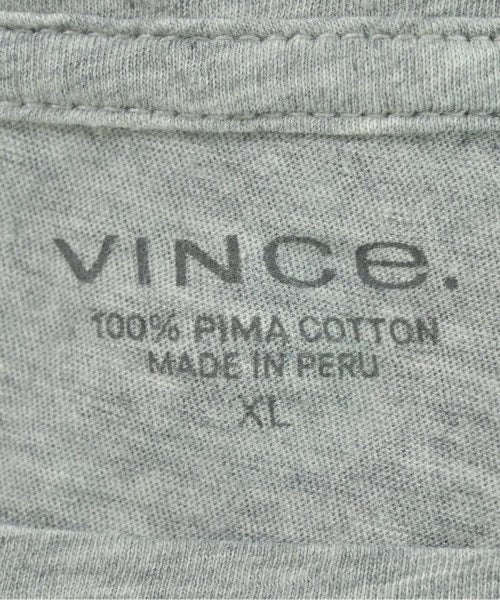 VINCe.
100% PIMA COTTON
MADE IN PERU
XL